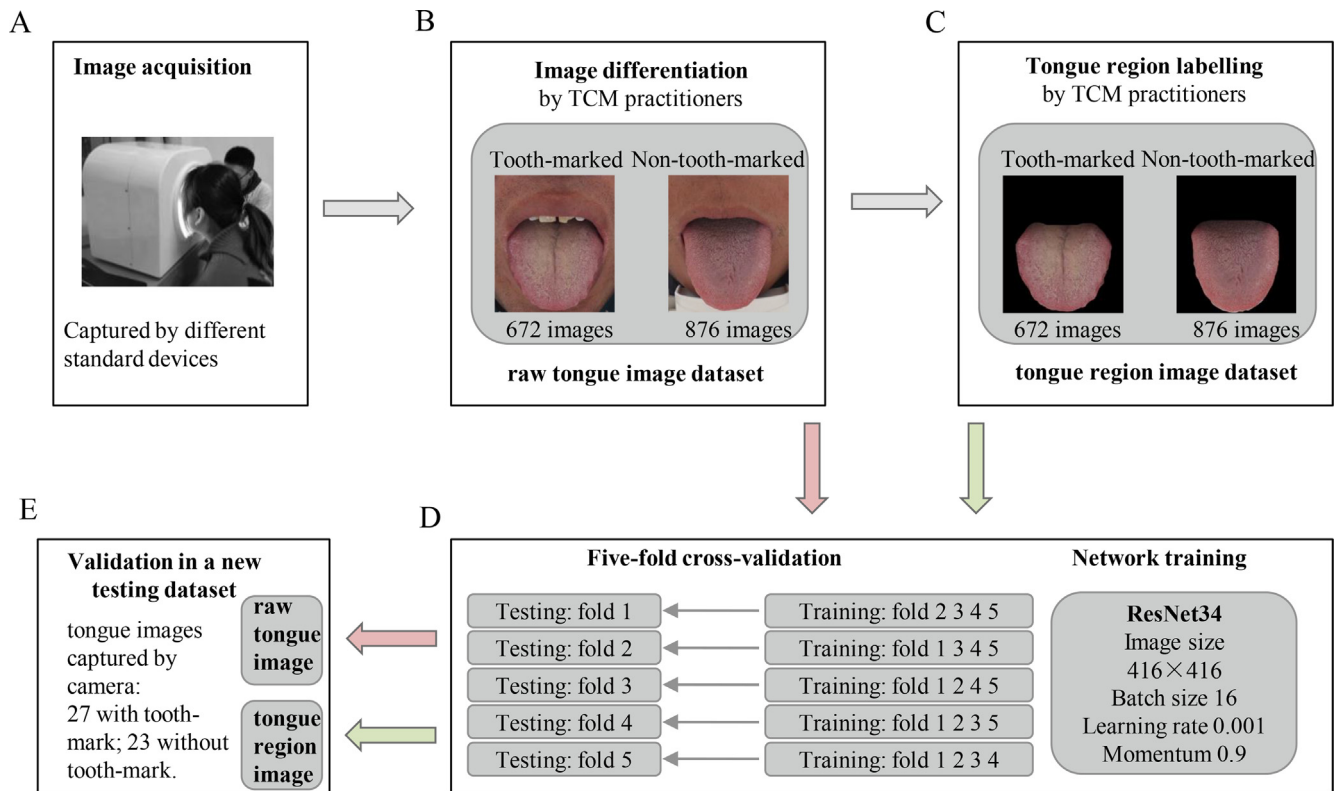 A
Image acquisition
Captured by different
standard devices
B
Image differentiation
by TCM practitioners
Tooth-marked Non-tooth-marked
672 images 876 images
raw tongue image dataset
C
Tongue region labelling
by TCM practitioners
Tooth-marked Non-tooth-marked
672 images 876 images
tongue region image dataset
E
Validation in a new
testing dataset
tongue images
captured by
camera:
27 with tooth-
mark; 23 without
tooth-mark.
raw
tongue
image
tongue
region
image
D
Five-fold cross-validation
Testing: fold 1 Training: fold 2 3 4 5
Testing: fold 2 Training: fold 1 3 4 5
Testing: fold 3 Training: fold 1 2 4 5
Testing: fold 4 Training: fold 1 2 3 5
Testing: fold 5 Training: fold 1 2 3 4
Network training
ResNet34
Image size
416×416
Batch size 16
Learning rate 0.001
Momentum 0.9